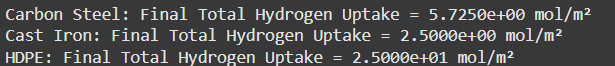 Carbon Steel: Final Total Hydrogen Uptake = 5.7250e+00 mol/m²
Cast Iron: Final Total Hydrogen Uptake = 2.5000e+00 mol/m²
HDPE: Final Total Hydrogen Uptake = 2.5000e+01 mol/m²